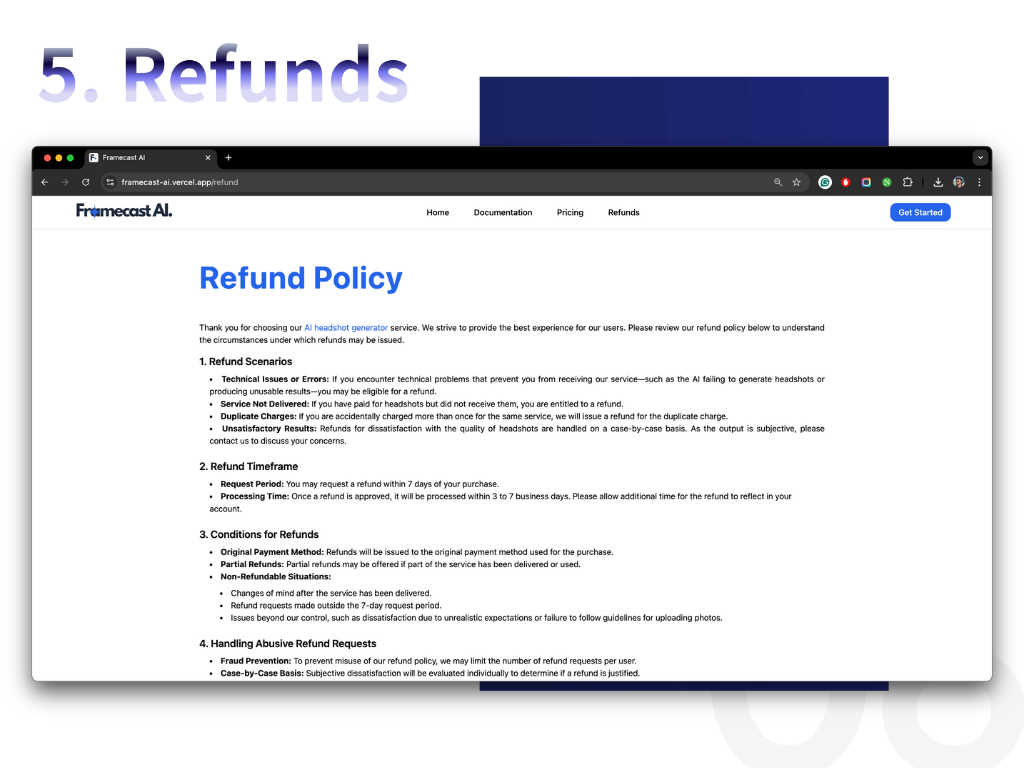 5. Refunds
Framecast AI
framecast-ai.vercel.app/refund
Framecast AI.
Home
Documentation
Pricing
Refunds
Get Started
Refund Policy
Thank you for choosing our AI headshot generator service. We strive to provide the best experience for our users. Please review our refund policy below to understand
the circumstances under which refunds may be issued.
1. Refund Scenarios
• Technical Issues or Errors: If you encounter technical problems that prevent you from receiving our service—such as the AI failing to generate headshots or
producing unusable results—you may be eligible for a refund.
• Service Not Delivered: If you have paid for headshots but did not receive them, you are entitled to a refund.
• Duplicate Charges: If you are accidentally charged more than once for the same service, we will issue a refund for the duplicate charge.
• Unsatisfactory Results: Refunds for dissatisfaction with the quality of headshots are handled on a case-by-case basis. As the output is subjective, please
contact us to discuss your concerns.
2. Refund Timeframe
• Request Period: You may request a refund within 7 days of your purchase.
• Processing Time: Once a refund is approved, it will be processed within 3 to 7 business days. Please allow additional time for the refund to reflect in your
account.
3. Conditions for Refunds
• Original Payment Method: Refunds will be issued to the original payment method used for the purchase.
• Partial Refunds: Partial refunds may be offered if part of the service has been delivered or used.
• Non-Refundable Situations:
• Changes of mind after the service has been delivered.
• Refund requests made outside the 7-day request period.
• Issues beyond our control, such as dissatisfaction due to unrealistic expectations or failure to follow guidelines for uploading photos.
4. Handling Abusive Refund Requests
• Fraud Prevention: To prevent misuse of our refund policy, we may limit the number of refund requests per user.
• Case-by-Case Basis: Subjective dissatisfaction will be evaluated individually to determine if a refund is justified.
08